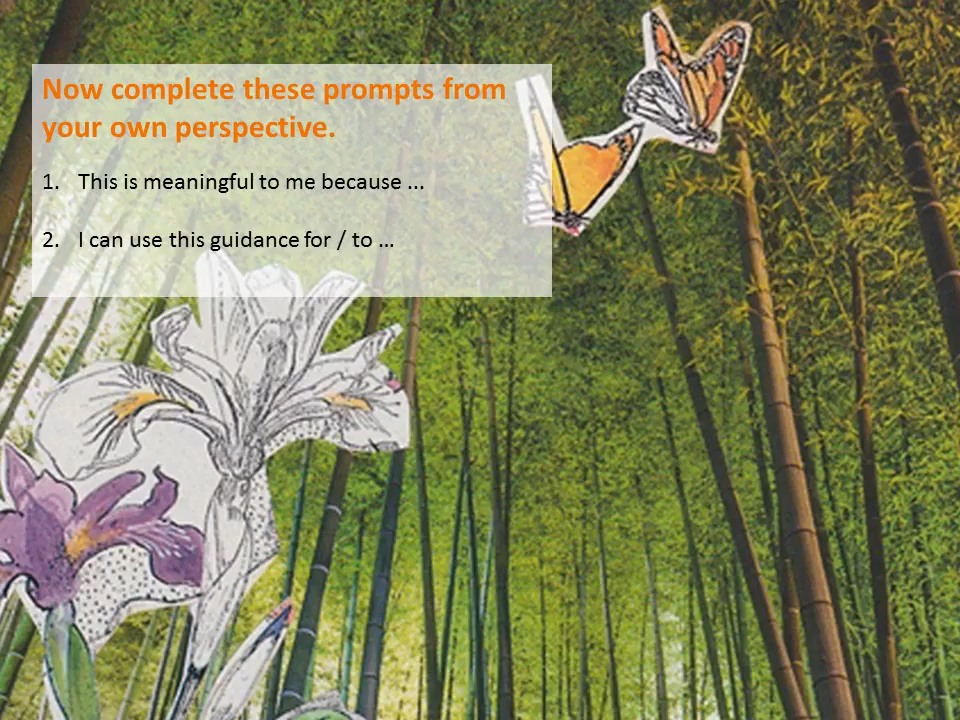 Now complete these prompts from
your own perspective.
1. This is meaningful to me because ...
2. I can use this guidance for / to ...